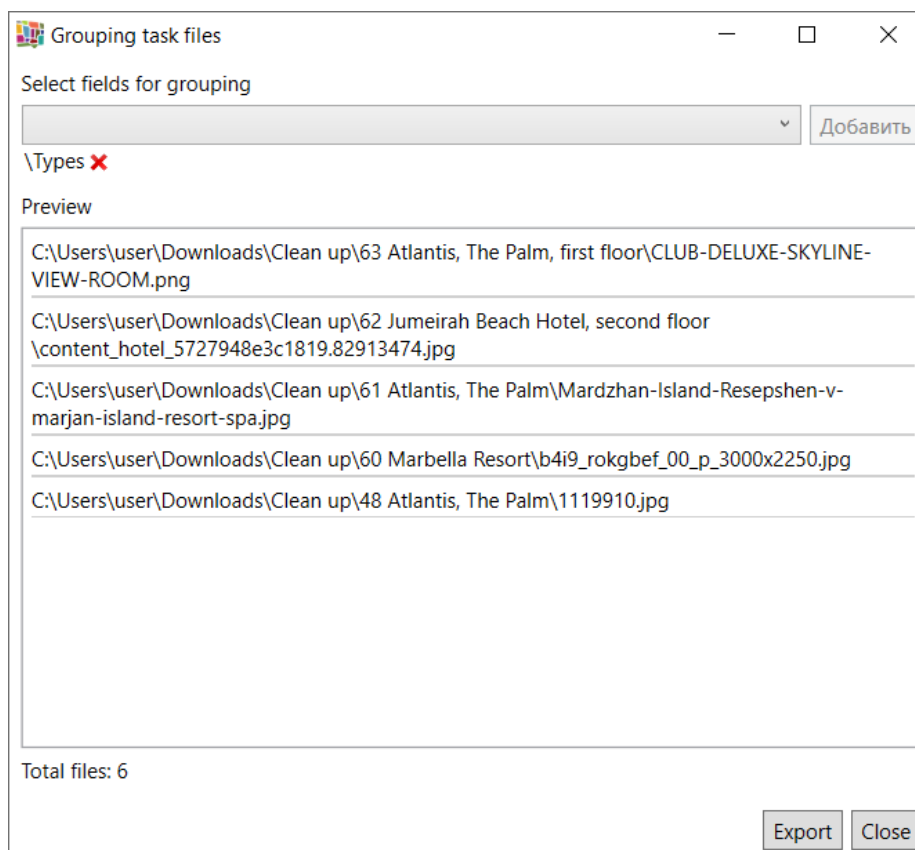 Grouping task files
Select fields for grouping
Добавить
\Types
Preview
C:\Users\user\Downloads\Clean up\63 Atlantis, The Palm, first floor\CLUB-DELUXE-SKYLINE-
VIEW-ROOM.png
C:\Users\user\Downloads\Clean up\62 Jumeirah Beach Hotel, second floor
\content_hotel_5727948e3c1819.82913474.jpg
C:\Users\user\Downloads\Clean up\61 Atlantis, The Palm\Mardzhan-Island-Resepshen-v-
marjan-island-resort-spa.jpg
C:\Users\user\Downloads\Clean up\60 Marbella Resort\b4i9_rokgbef_00_p_3000x2250.jpg
C:\Users\user\Downloads\Clean up\48 Atlantis, The Palm\1119910.jpg
Total files: 6
Export Close